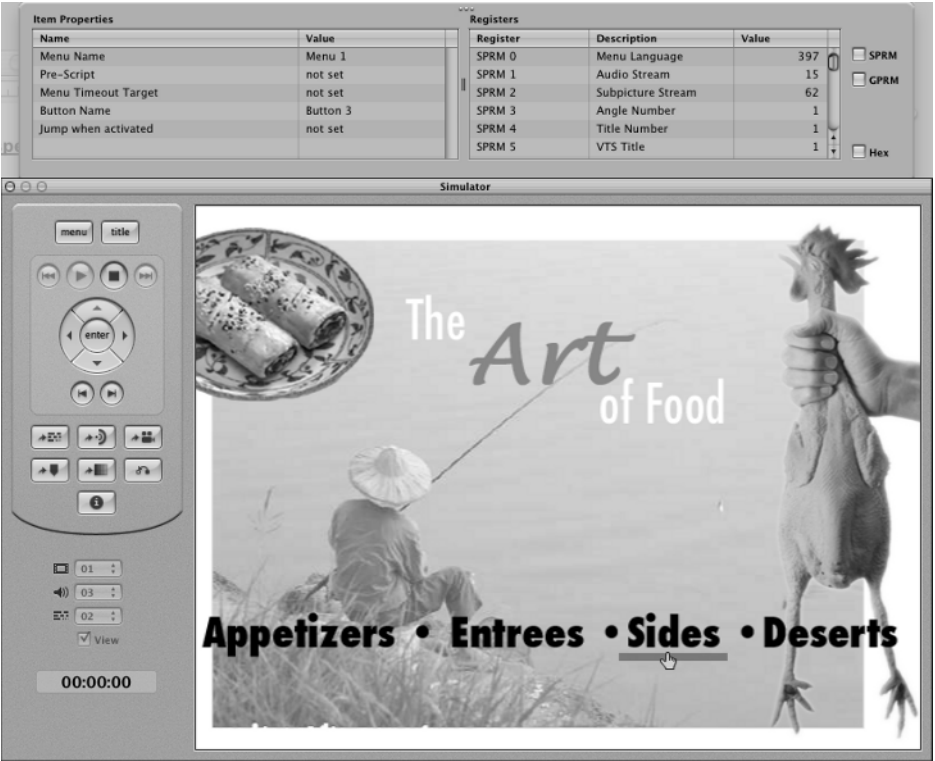 Item Properties
Name Value
Menu Name Menu 1
Pre-Script not set
Menu Timeout Target not set
Button Name Button 3
Jump when activated not set
Registers
Register Description Value
SPRM 0 Menu Language 397
SPRM 1 Audio Stream 15
SPRM 2 Subpicture Stream 62
SPRM 3 Angle Number 1
SPRM 4 Title Number 1
SPRM 5 VTS Title 1
SPRM
GPRM
Hex
Simulator
menu title
enter
01
03
02
View
00:00:00
The
Art
of Food
Appetizers • Entrees • Sides • Deserts